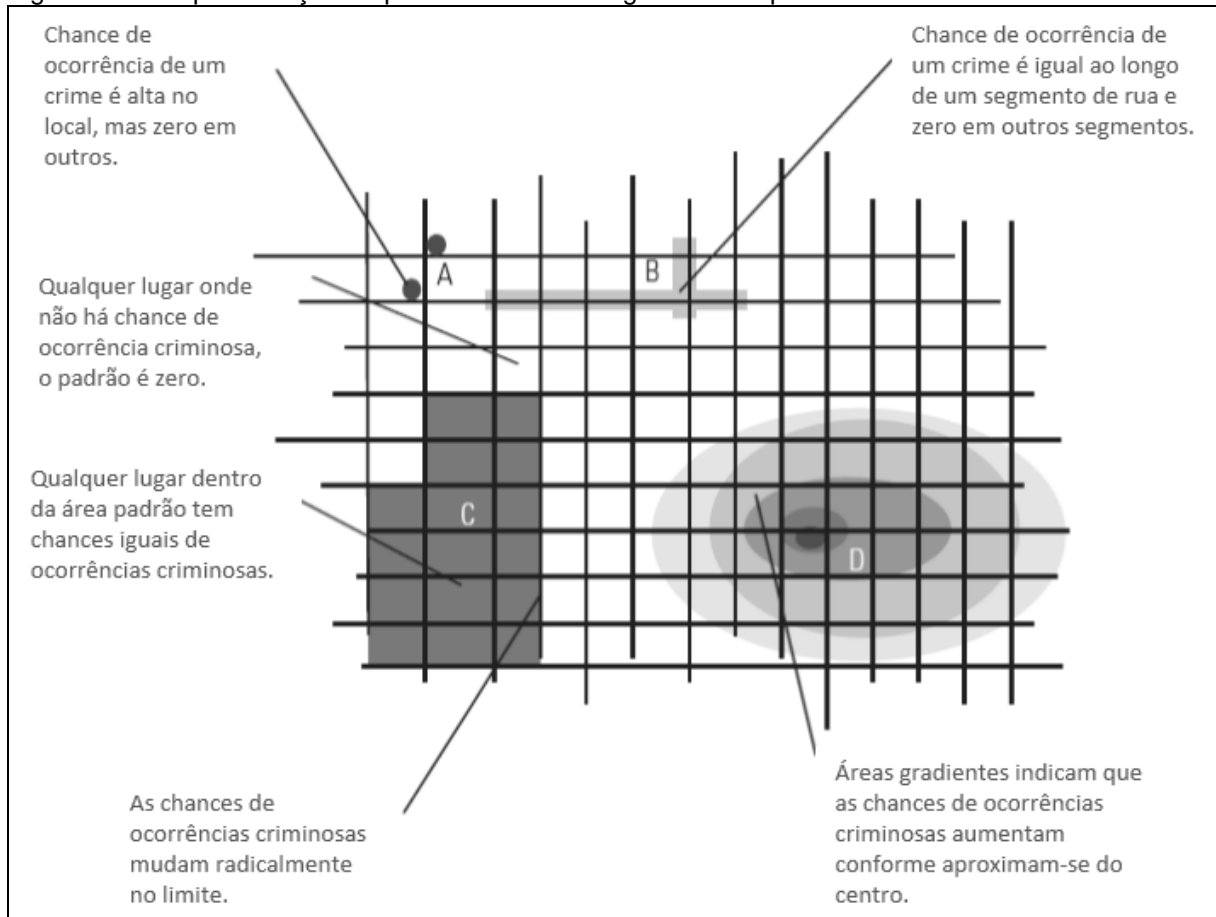 Chance de
ocorrência de um
crime é alta no
local, mas zero em
outros.
Chance de ocorrência de
um crime é igual ao longo
de um segmento de rua e
zero em outros segmentos.
A
B
Qualquer lugar onde
não há chance de
ocorrência criminosa,
o padrão é zero.
Qualquer lugar dentro
da área padrão tem
chances iguais de
ocorrências criminosas.
C
D
As chances de
ocorrências criminosas
mudam radicalmente
no limite.
Áreas gradientes indicam que
as chances de ocorrências
criminosas aumentam
conforme aproximam-se do
centro.